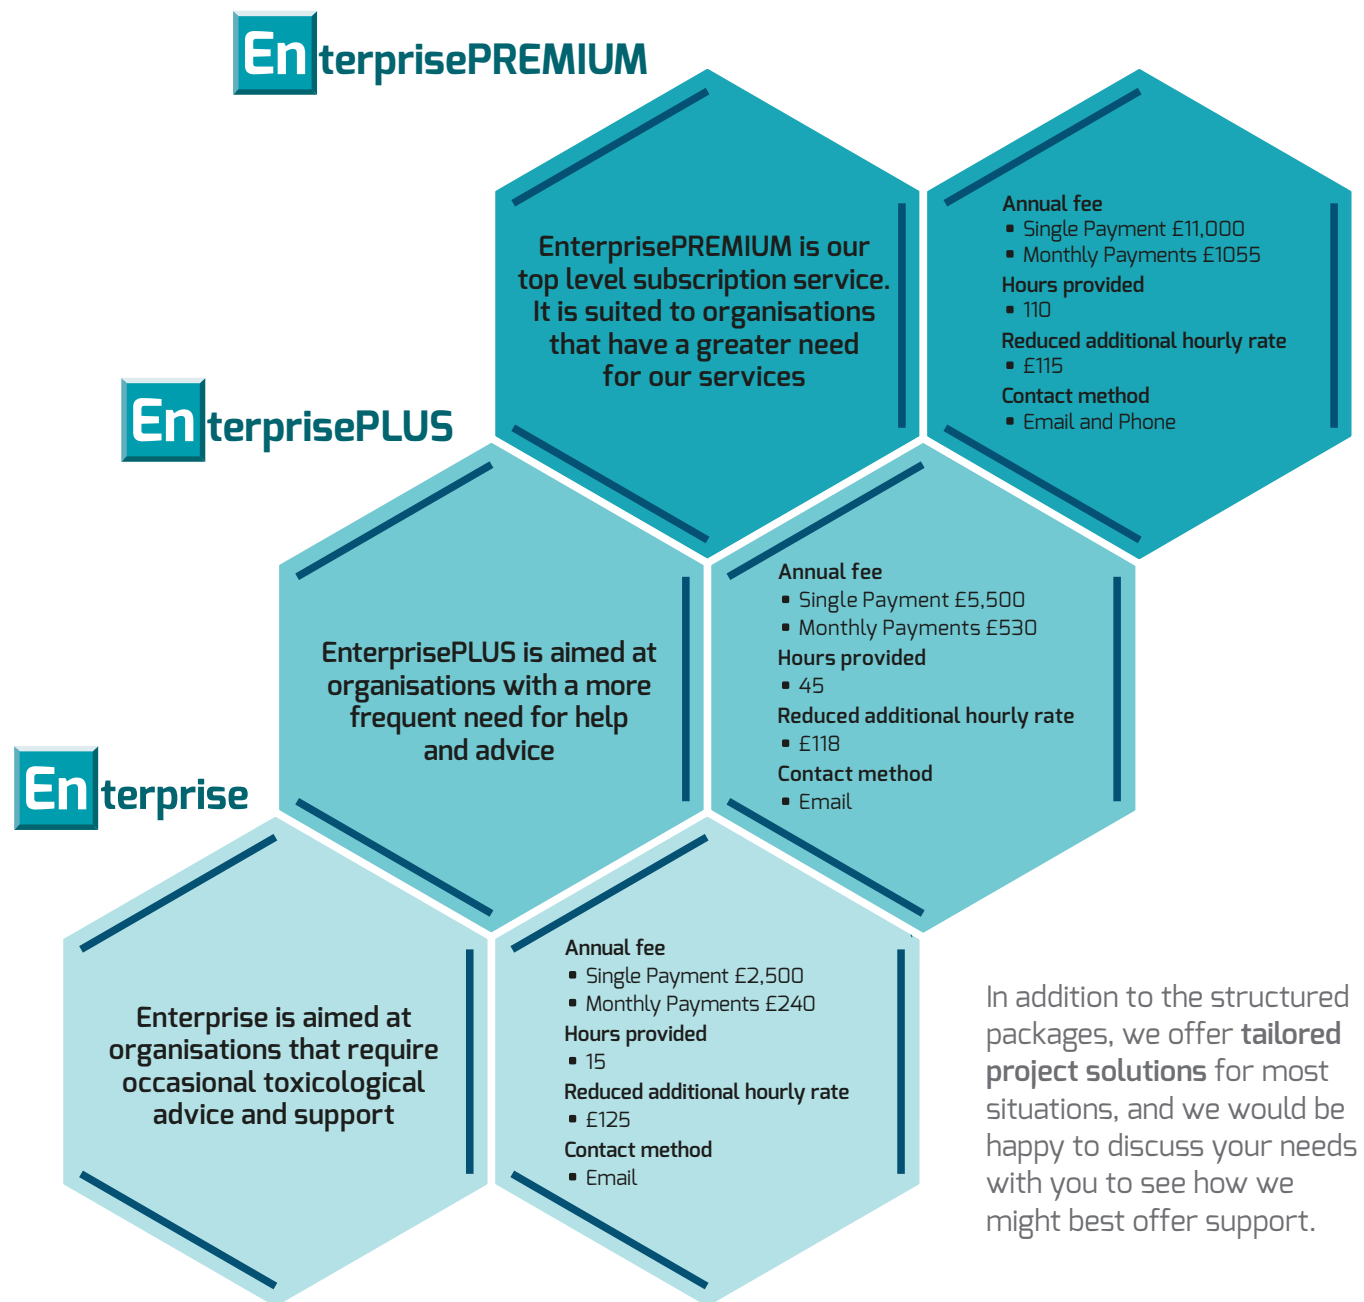 EnterprisePREMIUM
EnterprisePREMIUM is our
top level subscription service.
It is suited to organisations
that have a greater need
for our services
Annual fee
▪ Single Payment £11,000
▪ Monthly Payments £1055
Hours provided
▪ 110
Reduced additional hourly rate
▪ £115
Contact method
▪ Email and Phone
EnterprisePLUS
EnterprisePLUS is aimed at
organisations with a more
frequent need for help
and advice
Annual fee
▪ Single Payment £5,500
▪ Monthly Payments £530
Hours provided
▪ 45
Reduced additional hourly rate
▪ £118
Contact method
▪ Email
Enterprise
Enterprise is aimed at
organisations that require
occasional toxicological
advice and support
Annual fee
▪ Single Payment £2,500
▪ Monthly Payments £240
Hours provided
▪ 15
Reduced additional hourly rate
▪ £125
Contact method
▪ Email
In addition to the structured
packages, we offer tailored
project solutions for most
situations, and we would be
happy to discuss your needs
with you to see how we
might best offer support.